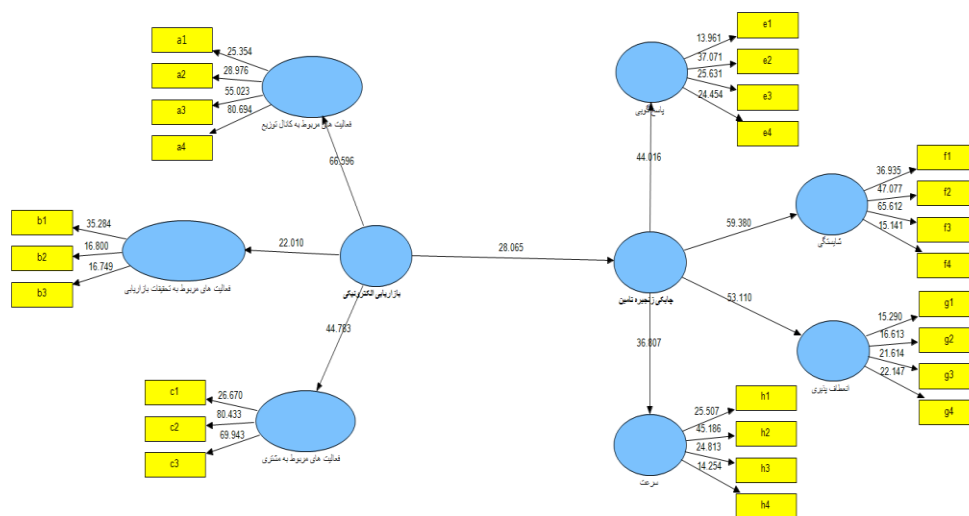 a1
25.354
a2
28.976
a3
55.023
a4
80.694
فعالیت های مربوط به کانال توزیع
66.596
b1
35.284
b2
16.800
b3
16.749
فعالیت های مربوط به تحقیقات بازاریابی
22.010
بازاریابی الکترونیکی
28.065
44.783
c1
26.670
c2
80.433
c3
69.943
فعالیت های مربوط به مشتری
e1
13.961
e2
37.071
e3
25.631
e4
24.454
پاسخ گویی
44.016
f1
36.935
f2
47.077
f3
65.612
f4
15.141
شایستگی
59.380
چابکی زنجیره تامین
53.110
g1
15.290
g2
16.613
g3
21.614
g4
22.147
انعطاف پذیری
36.807
h1
25.507
h2
45.186
h3
24.813
h4
14.254
سرعت